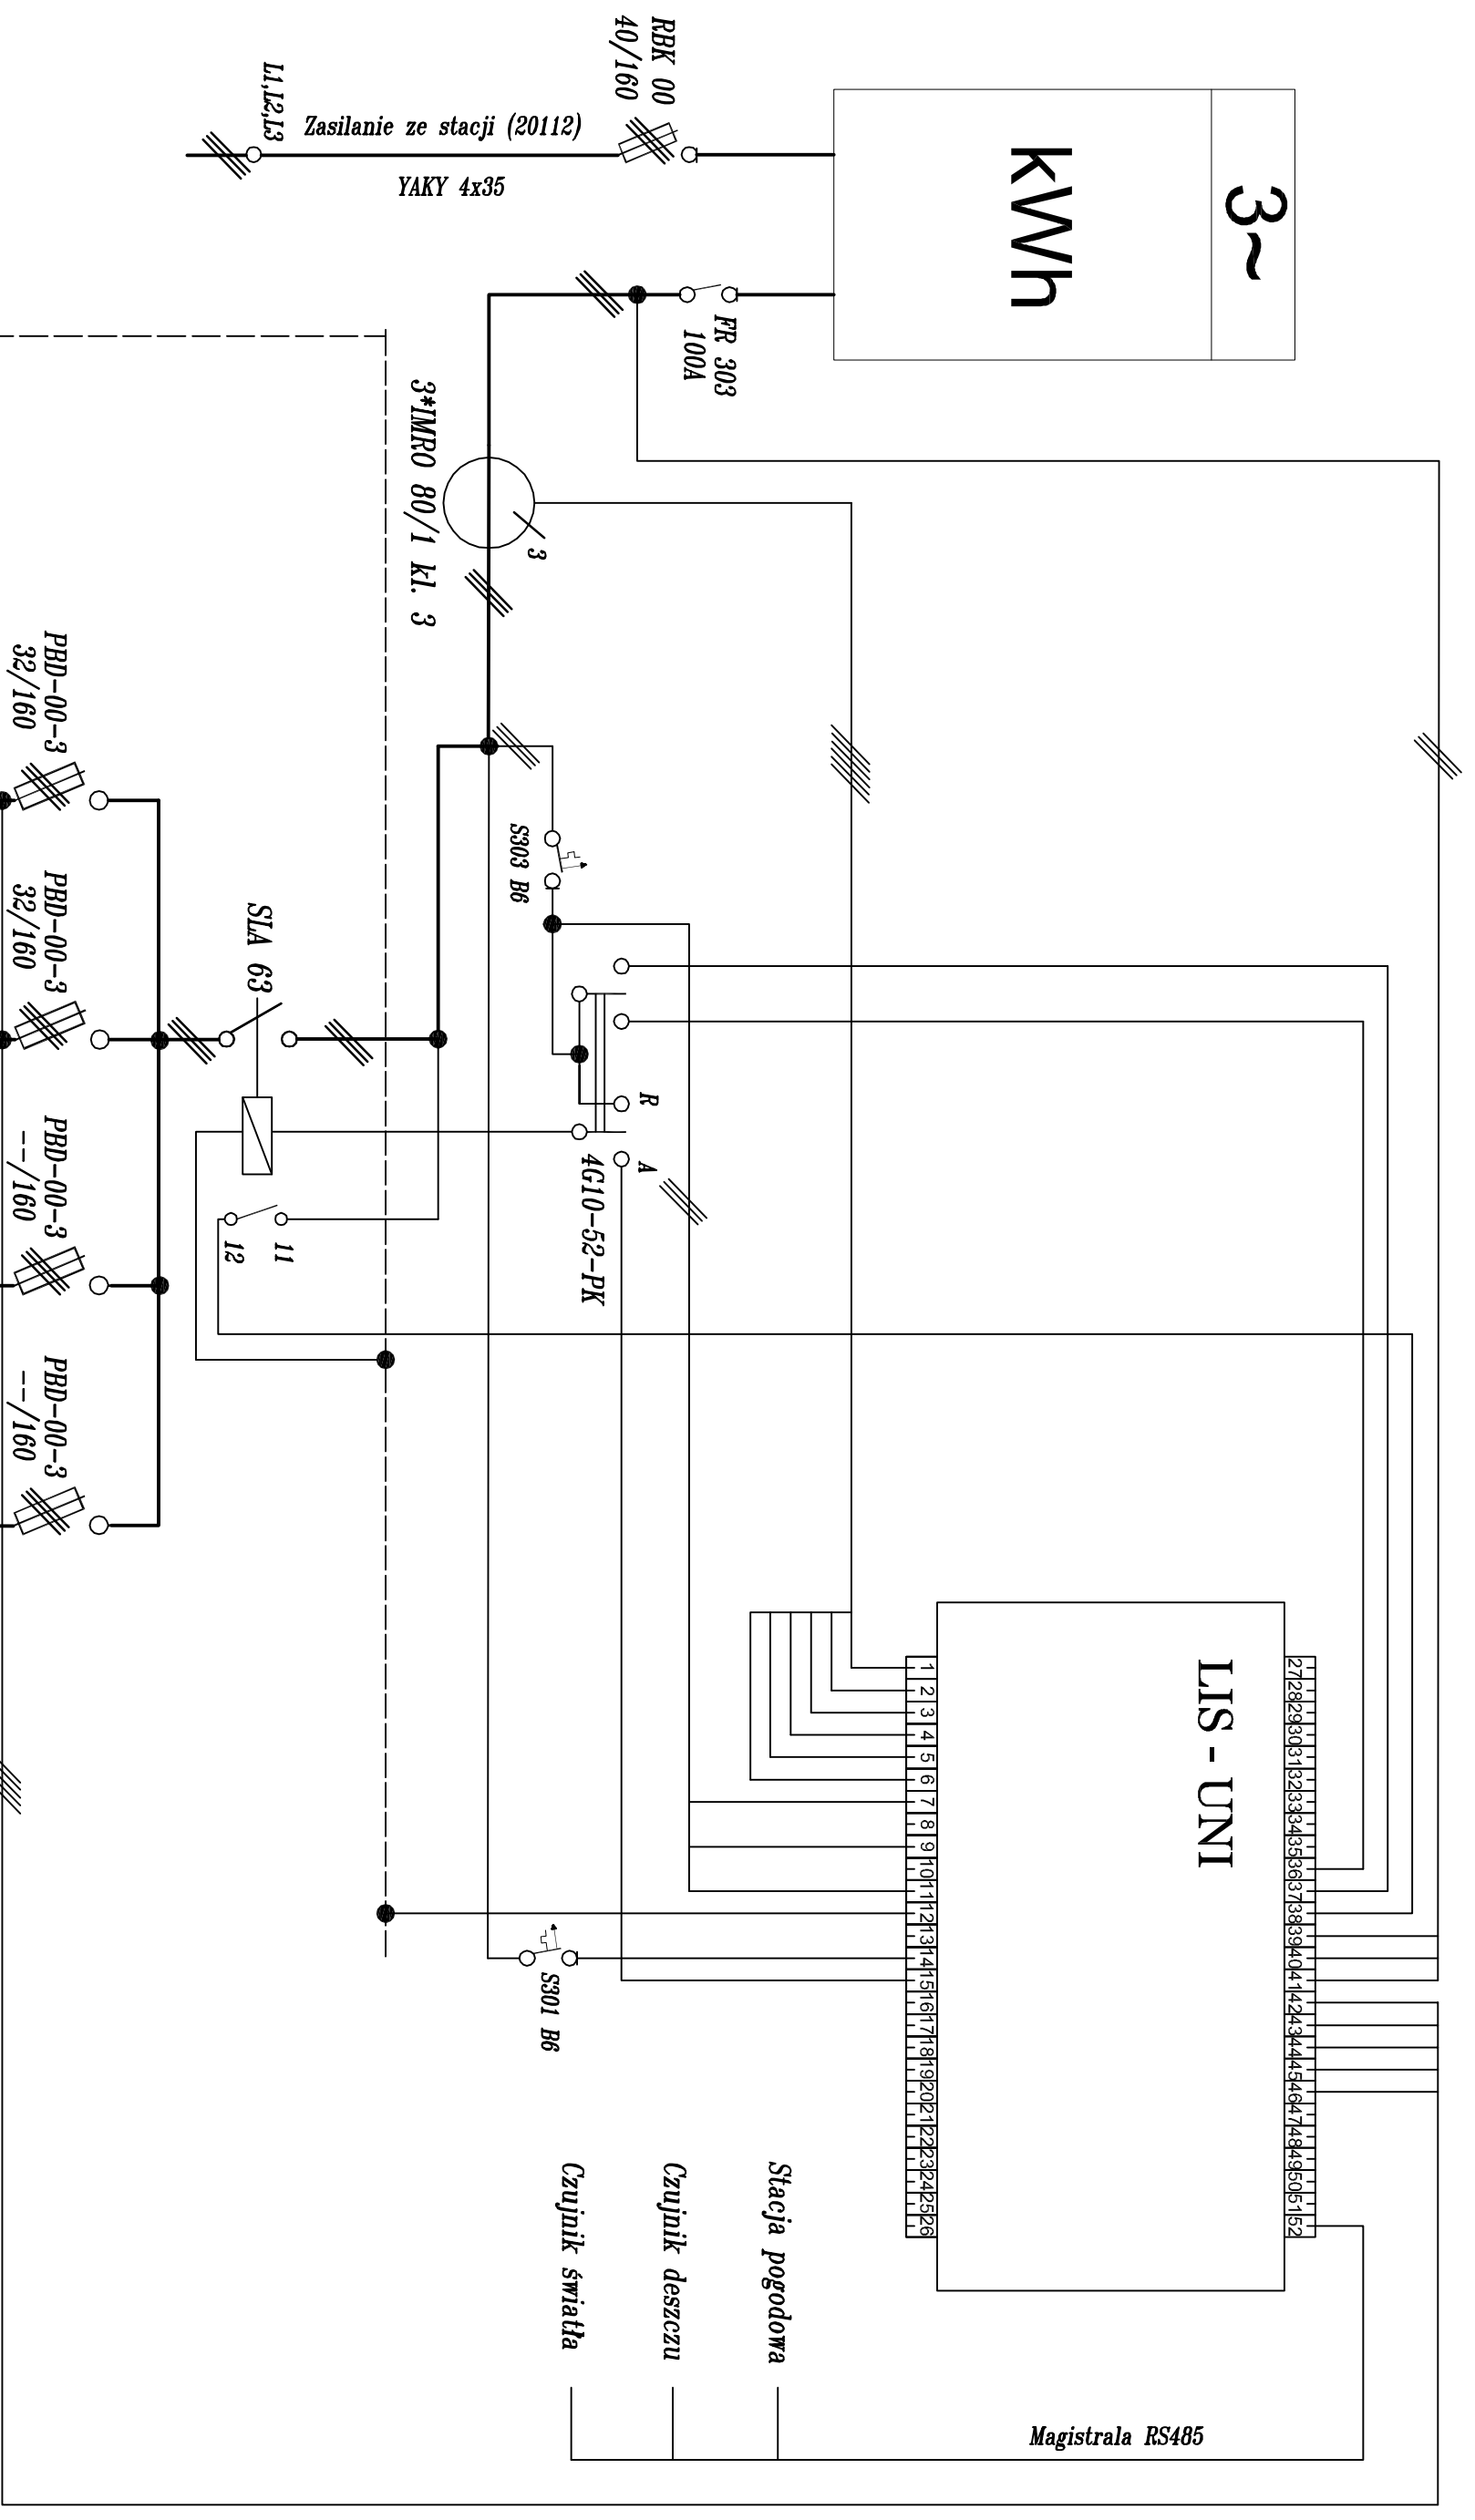 3~
kWh
RBK 00
40/160
L1,L2,L3
Zasilanie ze stacji (20112)
YAKY 4x35
FR 303
100A
3*IMR0 80/1 kl. 3
3
S303 B6
R
A
4G10-52-PK
SLA 63
11
12
PBD-00-3
32/160
PBD-00-3
32/160
PBD-00-3
--/160
PBD-00-3
--/160
LIS - UNI
27 28 29 30 31 32 33 34 35 36 37 38 39 40 41 42 43 44 45 46 47 48 49 50 51 52
1 2 3 4 5 6 7 8 9 10 11 12 13 14 15 16 17 18 19 20 21 22 23 24 25 26
S301 B6
Stacja pogodowa
Czujnik deszczu
Czujnik światła
Magistrala RS485